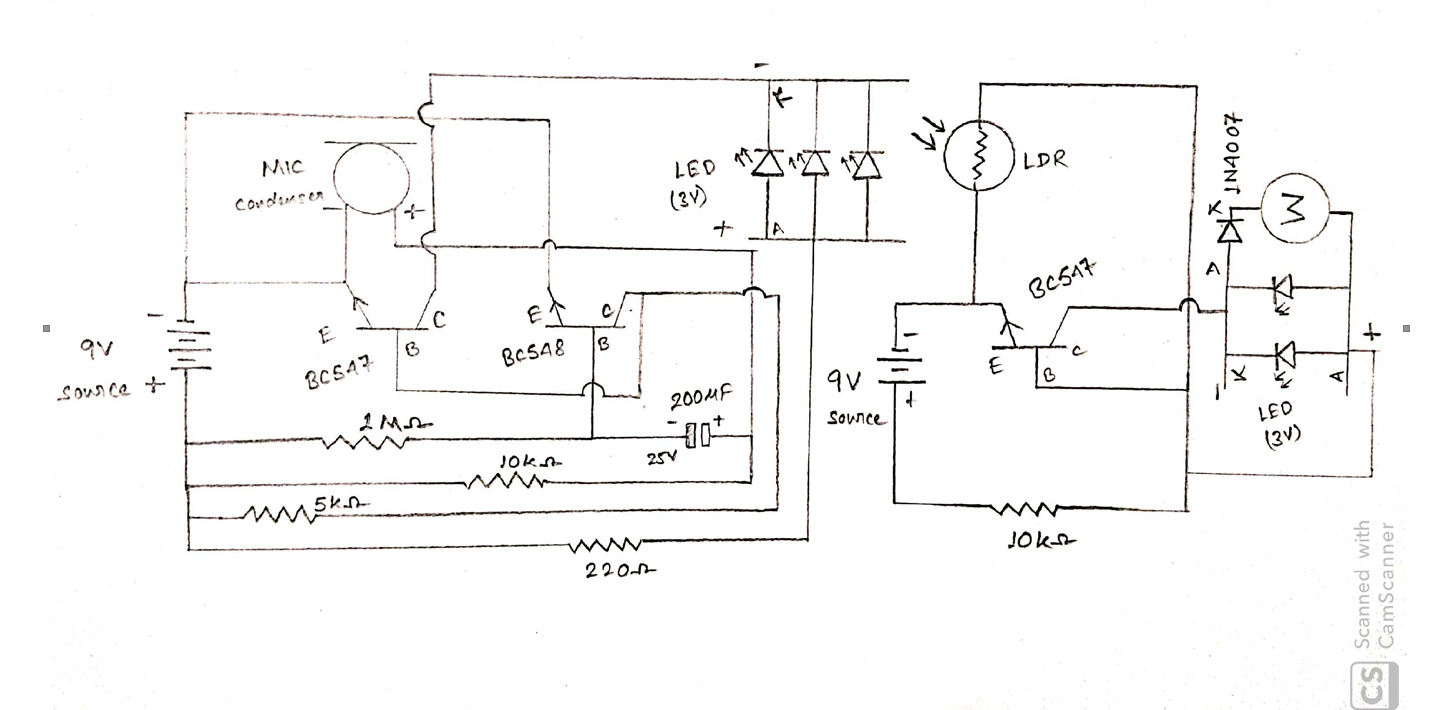 -
K
MIC
condenser
-
+
LED
(3V)
+
A
LDR
1N4007
K
M
A
BC547
-
9V
source +
E
BC547
B
C
E
BC548
B
C
200MF
-
+
25V
2MΩ
10kΩ
5kΩ
220Ω
-
9V
source
+
E
B
C
+
K
A
LED
(3V)
10kΩ
CS
Scanned with
CamScanner